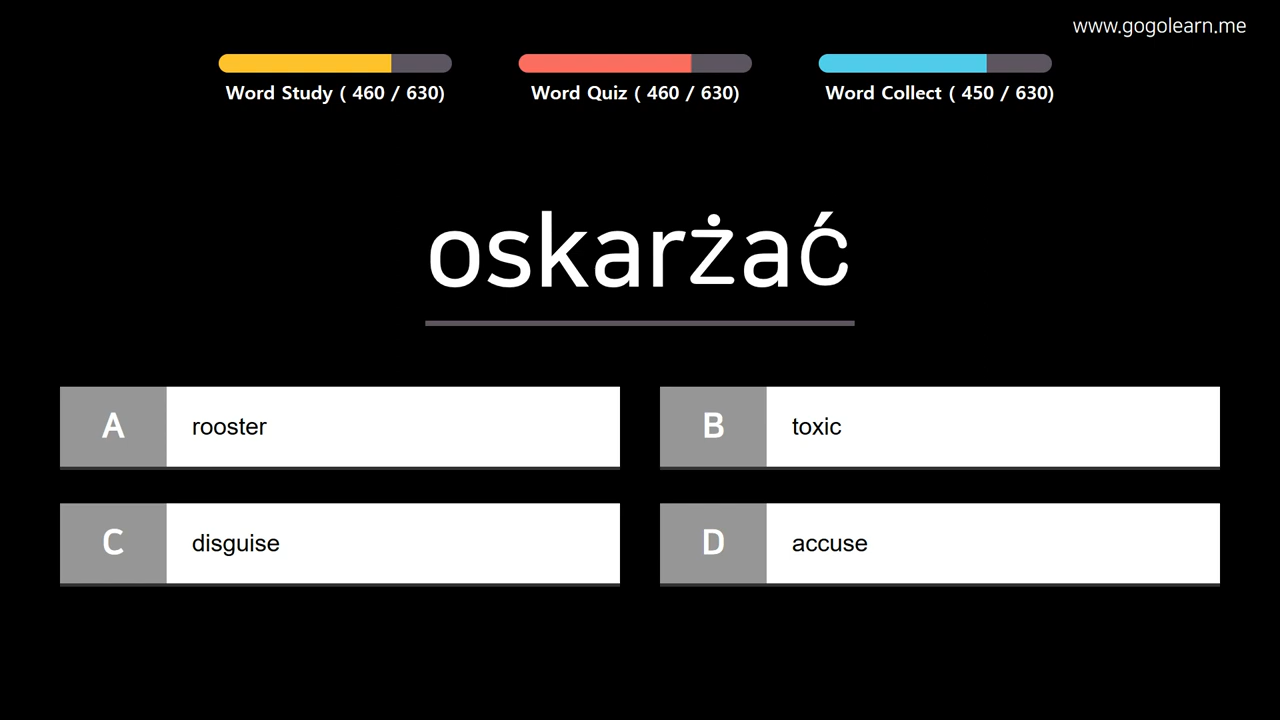 www.gogolearn.me
Word Study ( 460 / 630)
Word Quiz ( 460 / 630)
Word Collect ( 450 / 630)
oskarżać
A rooster
B toxic
C disguise
D accuse